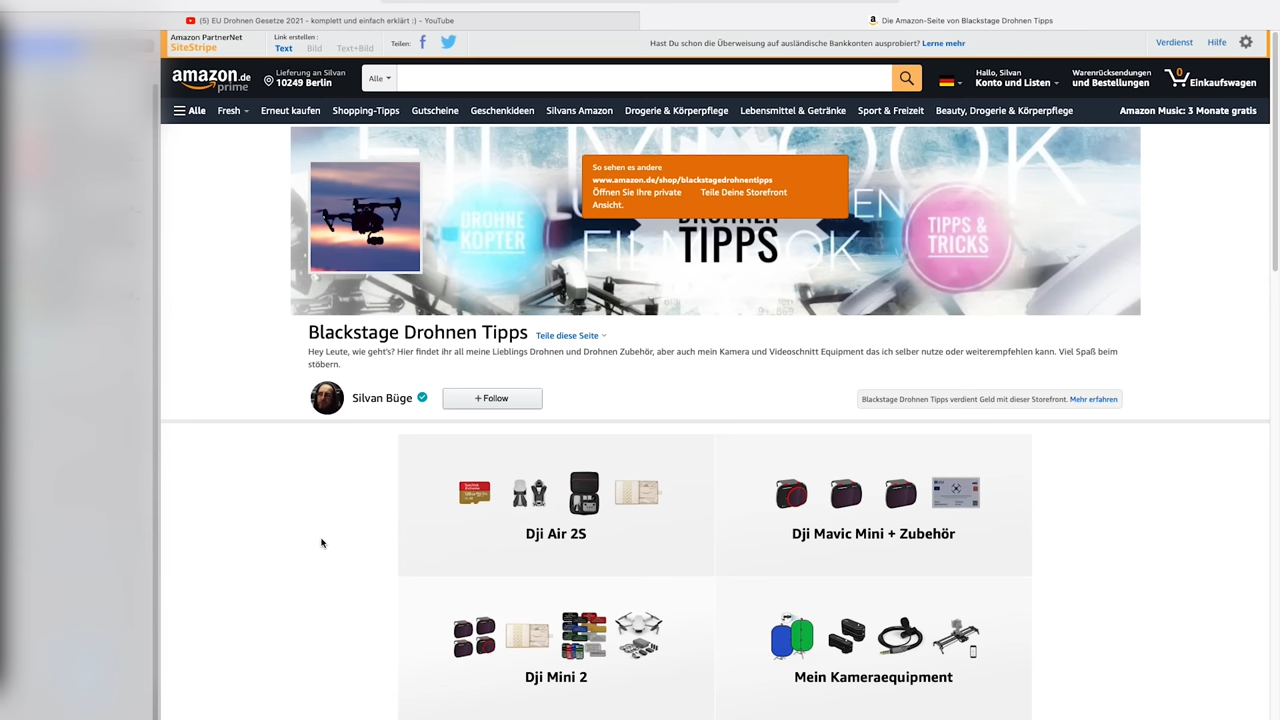 (5) EU Drohnen Gesetze 2021 - komplett und einfach erklärt :) - YouTube
Die Amazon-Seite von Blackstage Drohnen Tipps
Amazon PartnerNet
SiteStripe
Link erstellen :
Text Bild Text+Bild
Teilen:
Hast Du schon die Überweisung auf ausländische Bankkonten ausprobiert? Lerne mehr
Verdienst Hilfe
amazon.de
prime
Lieferung an Silvan
10249 Berlin
Alle
Hallo, Silvan
Konto und Listen
Warenrücksendungen
und Bestellungen
0
Einkaufswagen
Alle Fresh Erneut kaufen Shopping-Tipps Gutscheine Geschenkideen Silvans Amazon Drogerie & Körperpflege Lebensmittel & Getränke Sport & Freizeit Beauty, Drogerie & Körperpflege Amazon Music: 3 Monate gratis
So sehen es andere
www.amazon.de/shop/blackstagedrohnentipps
Öffnen Sie Ihre private Teile Deine Storefront
Ansicht.
DROHNE
KOPTER
DROHNEN
TIPPS
TIPPS &
TRICKS
Blackstage Drohnen Tipps Teile diese Seite
Hey Leute, wie geht's? Hier findet ihr all meine Lieblings Drohnen und Drohnen Zubehör, aber auch mein Kamera und Videoschnitt Equipment das ich selber nutze oder weiterempfehlen kann. Viel Spaß beim
stöbern.
Silvan Büge
+ Follow
Blackstage Drohnen Tipps verdient Geld mit dieser Storefront. Mehr erfahren
Dji Air 2S
Dji Mavic Mini + Zubehör
Dji Mini 2
Mein Kameraequipment